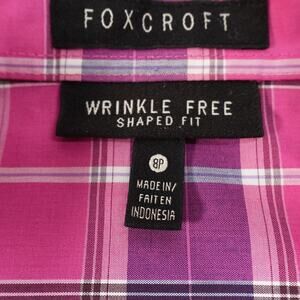 FOXCROFT
WRINKLE FREE
SHAPED FIT
8P
MADE IN/
FAIT EN
INDONESIA